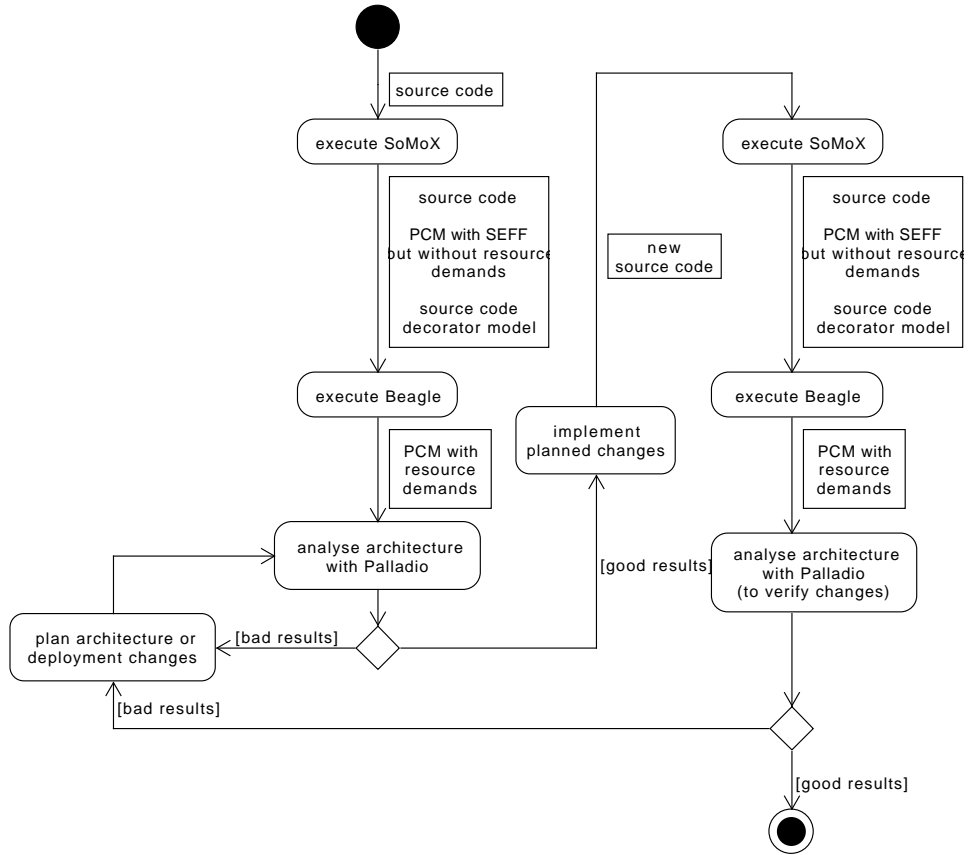 source code
execute SoMoX
source code
PCM with SEFF
but without resource
demands
source code
decorator model
execute Beagle
PCM with
resource
demands
analyse architecture
with Palladio
[bad results]
plan architecture or
deployment changes
[bad results]
[good results]
implement
planned changes
new
source code
execute SoMoX
source code
PCM with SEFF
but without resource
demands
source code
decorator model
execute Beagle
PCM with
resource
demands
analyse architecture
with Palladio
(to verify changes)
[good results]